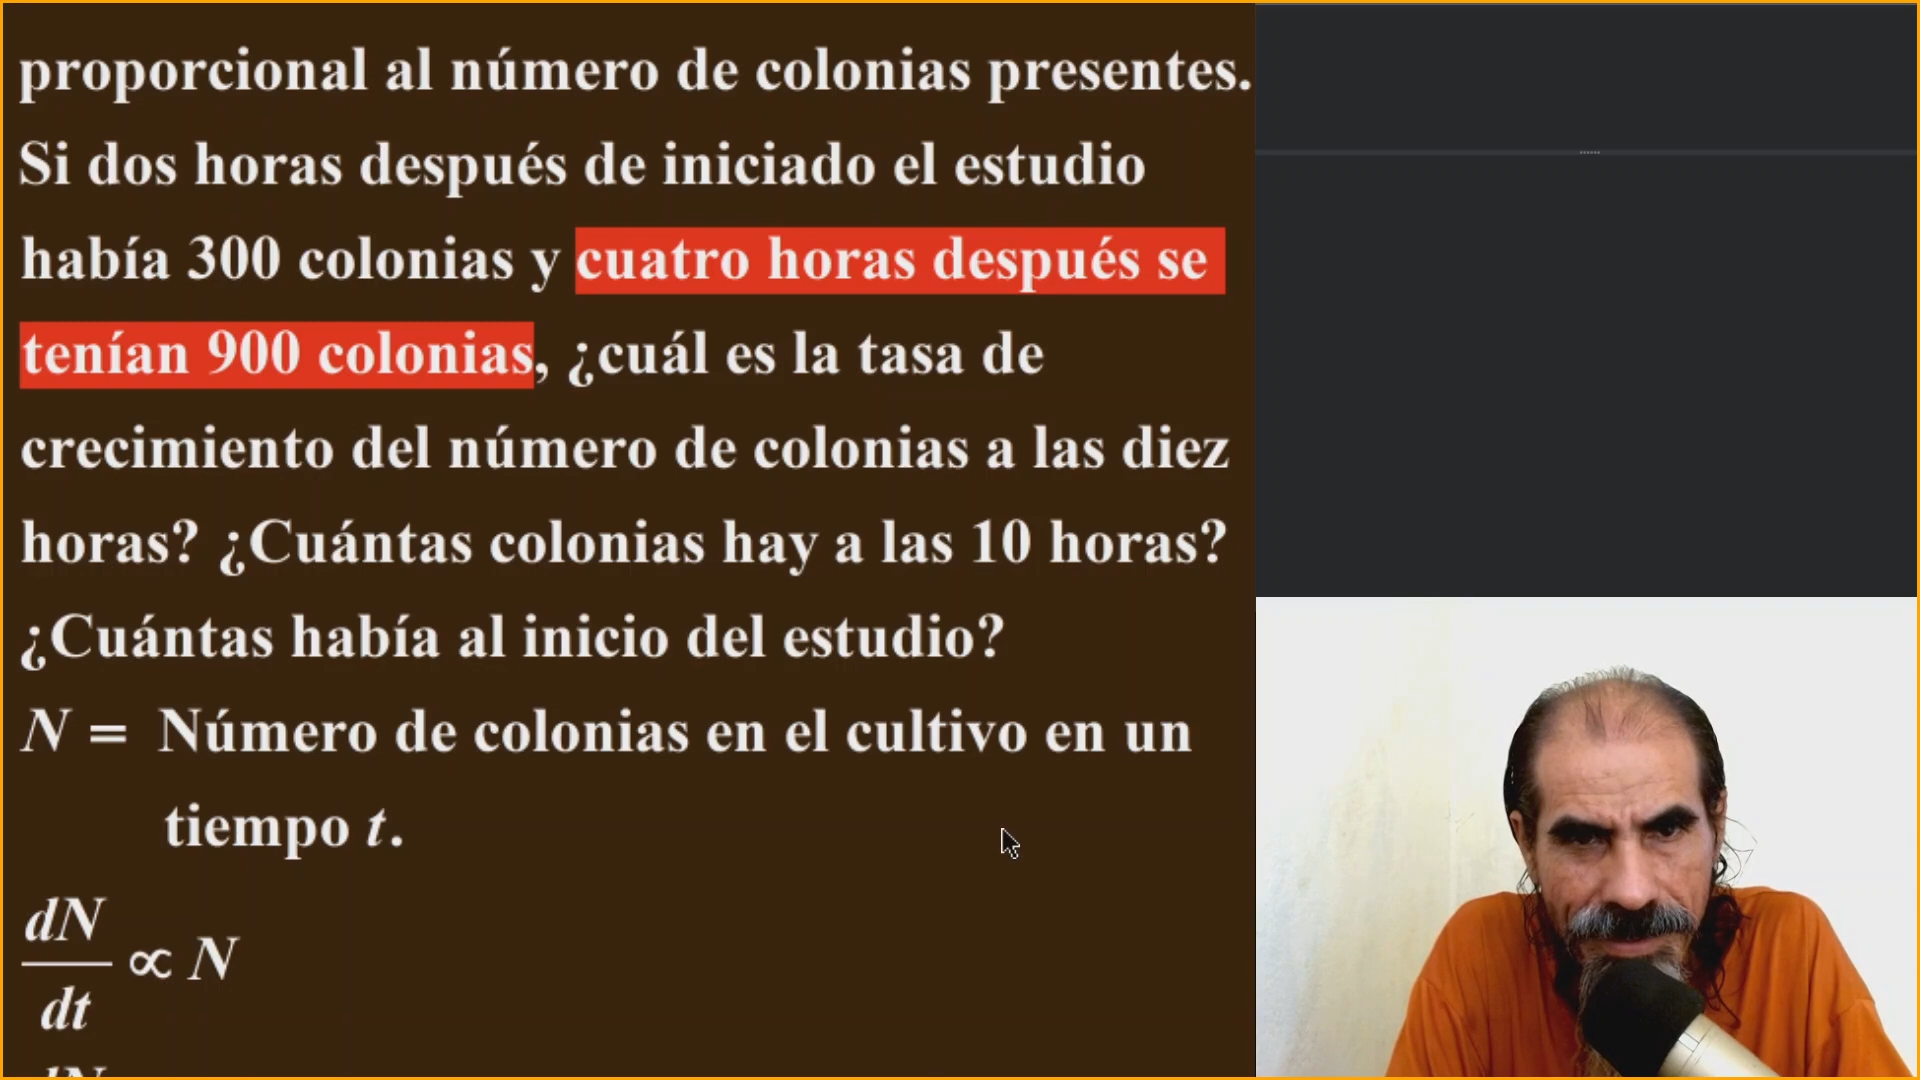 proporcional al número de colonias presentes.
Si dos horas después de iniciado el estudio
había 300 colonias y cuatro horas después se
tenían 900 colonias, ¿cuál es la tasa de
crecimiento del número de colonias a las diez
horas? ¿Cuántas colonias hay a las 10 horas?
¿Cuántas había al inicio del estudio?
N = Número de colonias en el cultivo en un
tiempo t.
dN
∝ N
dt